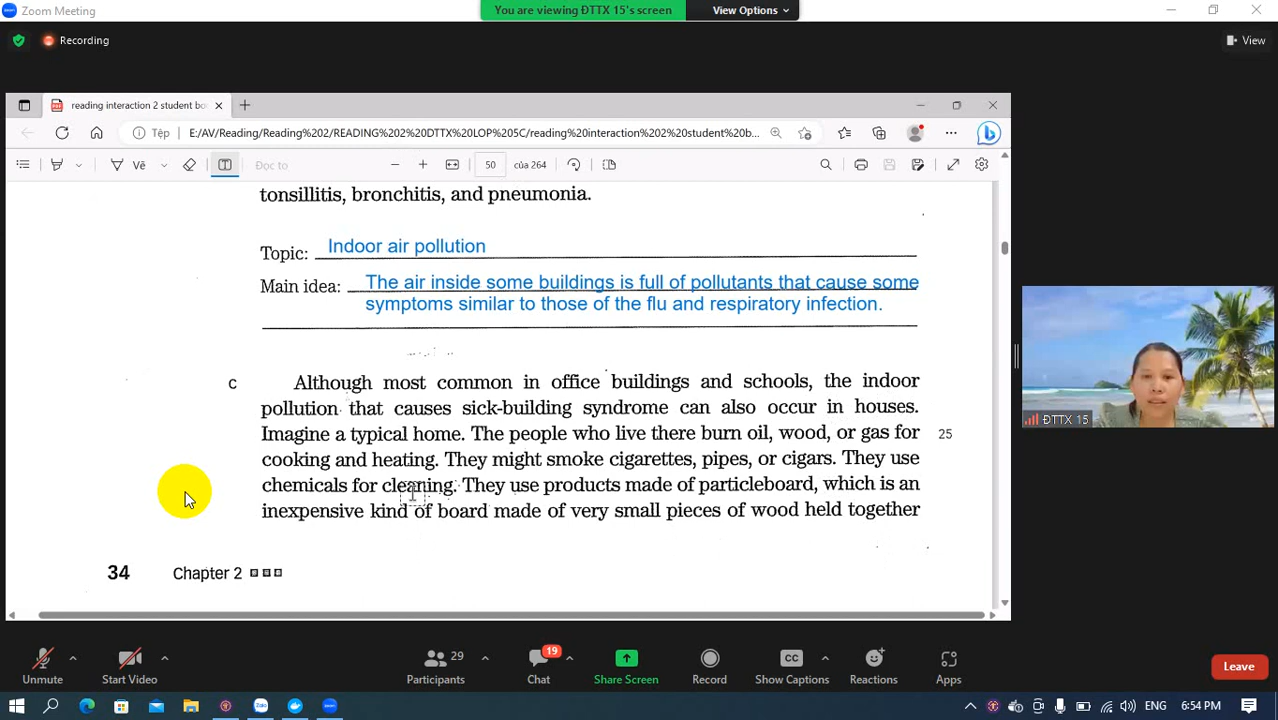 Zoom Meeting
You are viewing ĐTTX 15's screen
View Options
Recording
View
reading interaction 2 student bo
Tệp
E:/AV/Reading/Reading%202/READING%202%20DTTX%20LOP%205C/reading%20interaction%202%20student%20b...
Vẽ
Đọc to
50
của 264
tonsillitis, bronchitis, and pneumonia.
Topic: Indoor air pollution
Main idea: The air inside some buildings is full of pollutants that cause some
symptoms similar to those of the flu and respiratory infection.
C Although most common in office buildings and schools, the indoor
pollution that causes sick-building syndrome can also occur in houses.
Imagine a typical home. The people who live there burn oil, wood, or gas for 25
cooking and heating. They might smoke cigarettes, pipes, or cigars. They use
chemicals for cleaning. They use products made of particleboard, which is an
inexpensive kind of board made of very small pieces of wood held together
34 Chapter 2
ĐTTX 15
29
19
Unmute
Start Video
Participants
Chat
Share Screen
Record
CC
Show Captions
Reactions
Apps
Leave
Zalo
ENG
6:54 PM